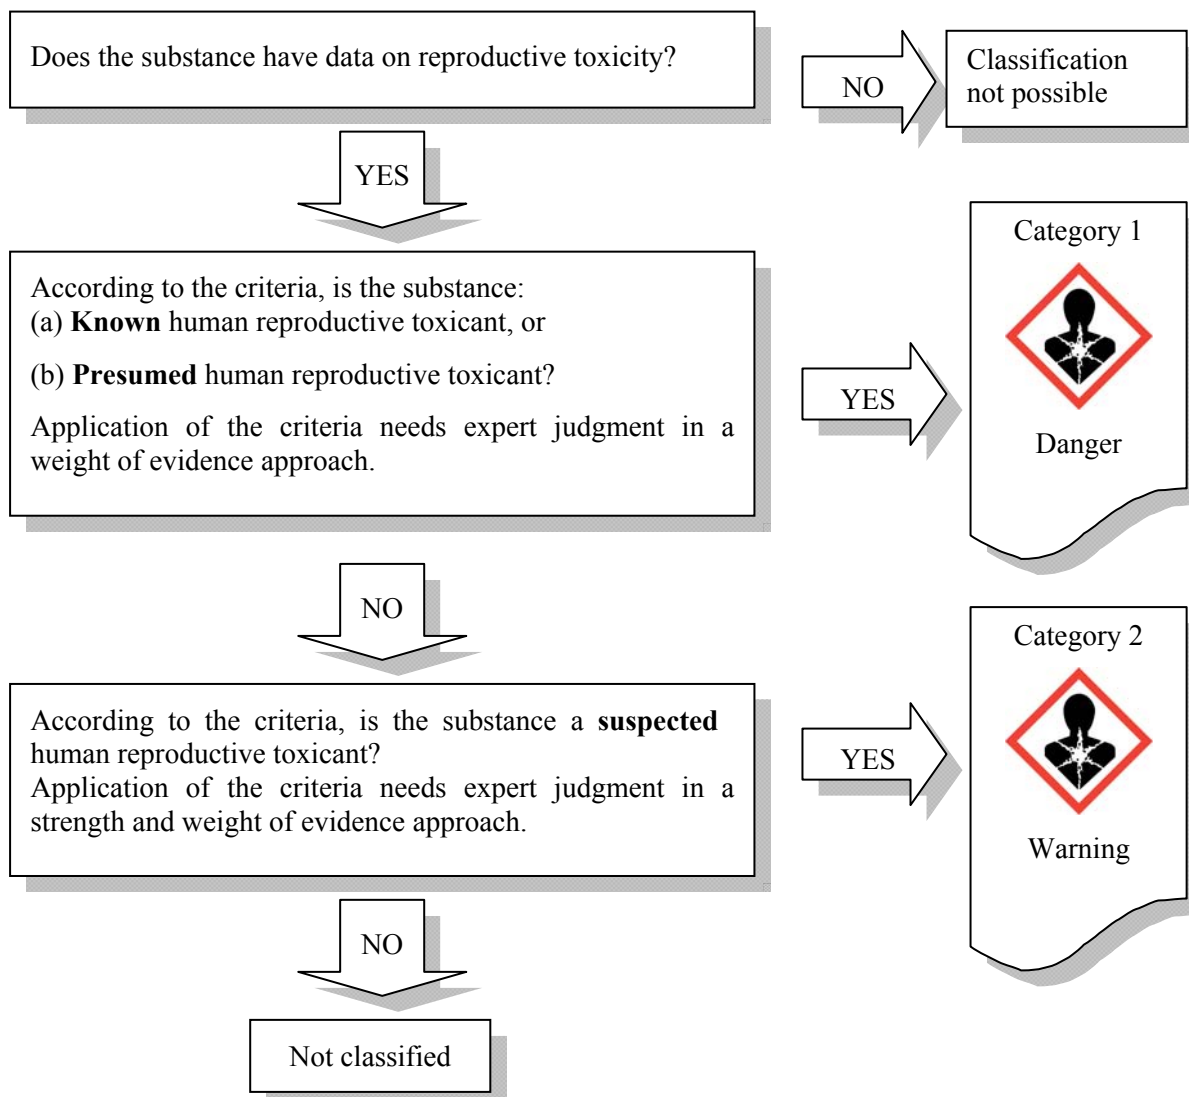 Does the substance have data on reproductive toxicity?
NO
Classification
not possible
YES
According to the criteria, is the substance:
(a) Known human reproductive toxicant, or
(b) Presumed human reproductive toxicant?
Application of the criteria needs expert judgment in a
weight of evidence approach.
YES
Category 1
Danger
NO
According to the criteria, is the substance a suspected
human reproductive toxicant?
Application of the criteria needs expert judgment in a
strength and weight of evidence approach.
YES
Category 2
Warning
NO
Not classified